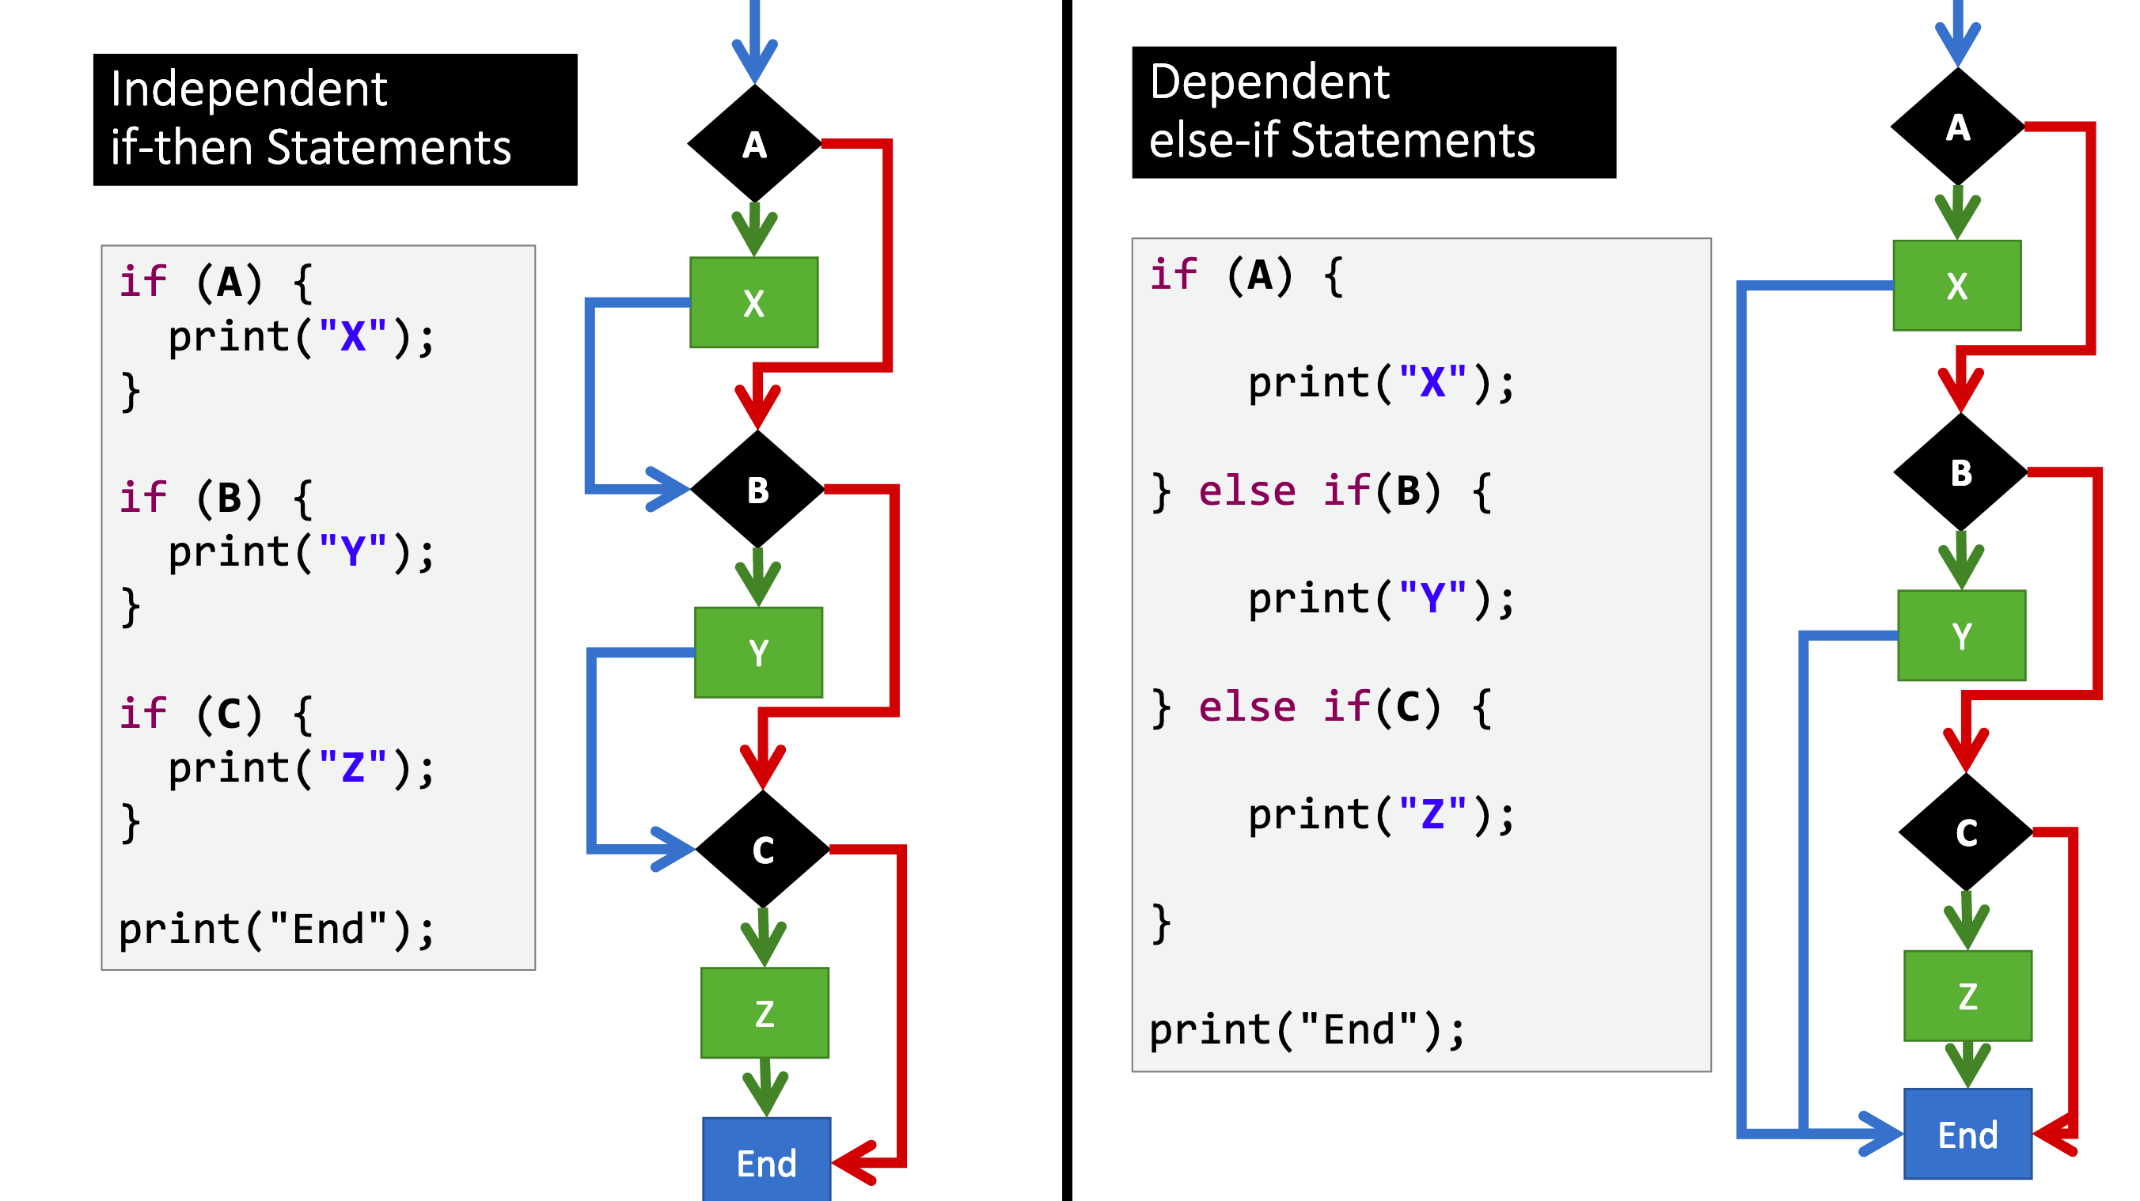 Independent
if-then Statements
if (A) {
print("X");
}
if (B) {
print("Y");
}
if (C) {
print("Z");
}
print("End");
A
X
B
Y
C
Z
End
Dependent
else-if Statements
if (A) {
print("X");
} else if(B) {
print("Y");
} else if(C) {
print("Z");
}
print("End");
A
X
B
Y
C
Z
End